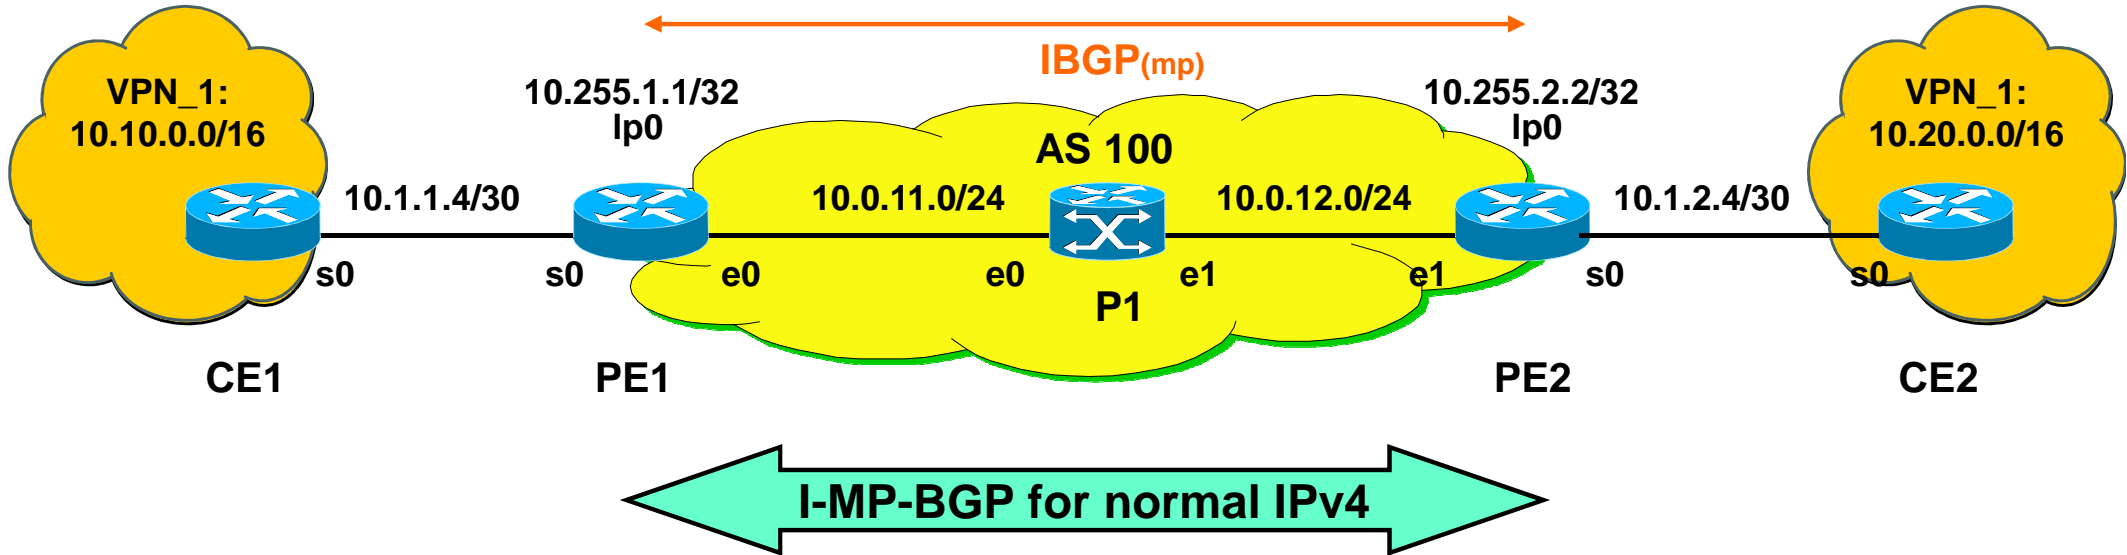 IBGP(mp)
VPN_1:
10.10.0.0/16
10.255.1.1/32
lp0
10.255.2.2/32
lp0
VPN_1:
10.20.0.0/16
AS 100
10.1.1.4/30
10.0.11.0/24
10.0.12.0/24
10.1.2.4/30
s0
s0
e0
e0
e1
e1
s0
s0
P1
CE1
PE1
PE2
CE2
I-MP-BGP for normal IPv4